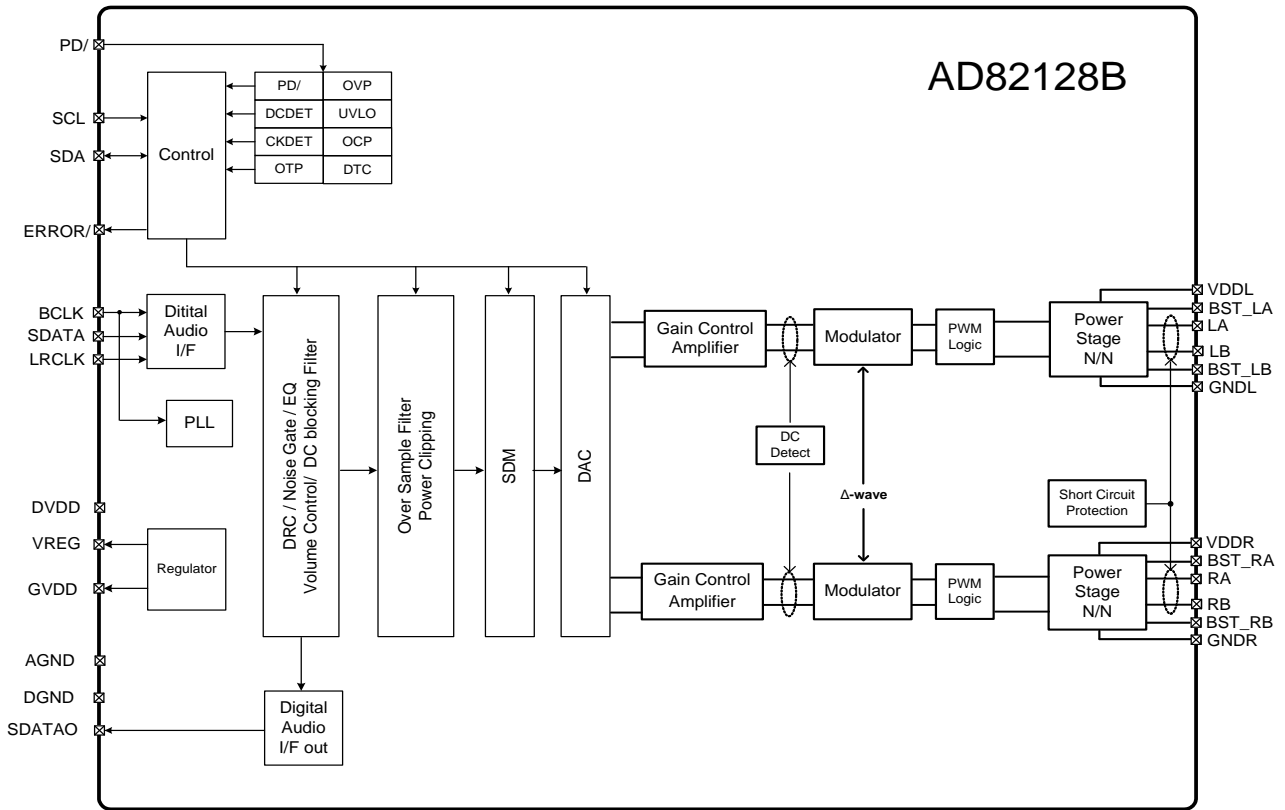 AD82128B
PD/
SCL
SDA
ERROR/
BCLK
SDATA
LRCLK
DVDD
VREG
GVDD
AGND
DGND
SDATAO
Control
PD/
OVP
DCDET
UVLO
CKDET
OCP
OTP
DTC
Ditital
Audio
I/F
PLL
Regulator
DRC / Noise Gate / EQ
Volume Control/ DC blocking Filter
Over Sample Filter
Power Clipping
SDM
DAC
Digital
Audio
I/F out
Gain Control
Amplifier
Modulator
PWM
Logic
Power
Stage
N/N
DC
Detect
Δ-wave
Short Circuit
Protection
Gain Control
Amplifier
Modulator
PWM
Logic
Power
Stage
N/N
VDDL
BST_LA
LA
LB
BST_LB
GNDL
VDDR
BST_RA
RA
RB
BST_RB
GNDR